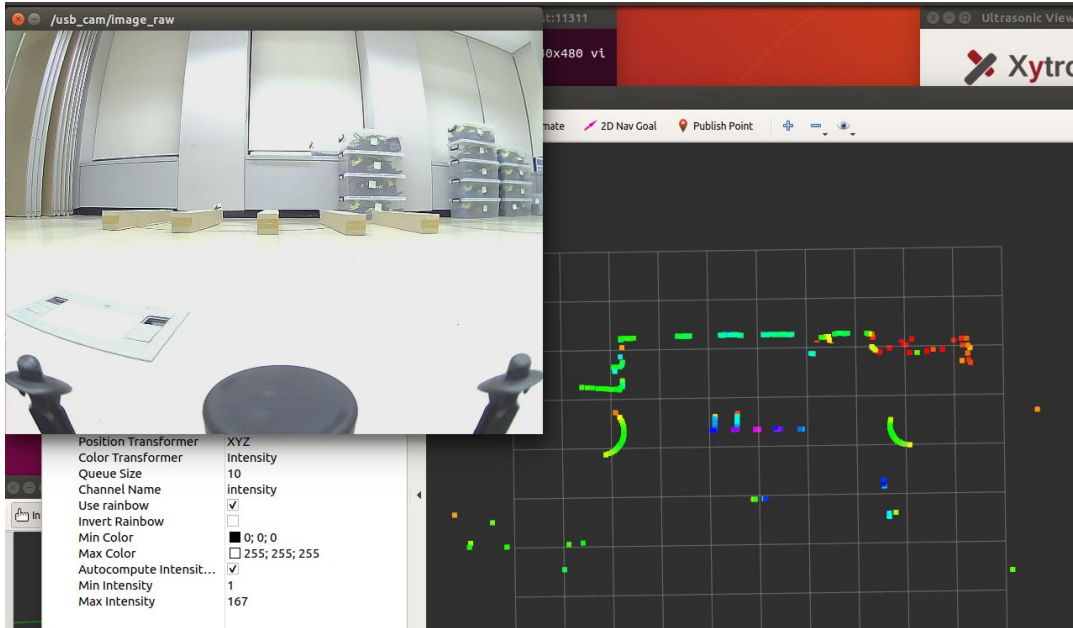 /usb_cam/image_raw
st:11311
Ultrasonic View
40x480 vi
Xytro
mate
2D Nav Goal
Publish Point
Position Transformer XYZ
Color Transformer Intensity
Queue Size 10
Channel Name intensity
Use rainbow
Invert Rainbow
Min Color 0; 0; 0
Max Color 255; 255; 255
Autocompute Intensit...
Min Intensity 1
Max Intensity 167
In